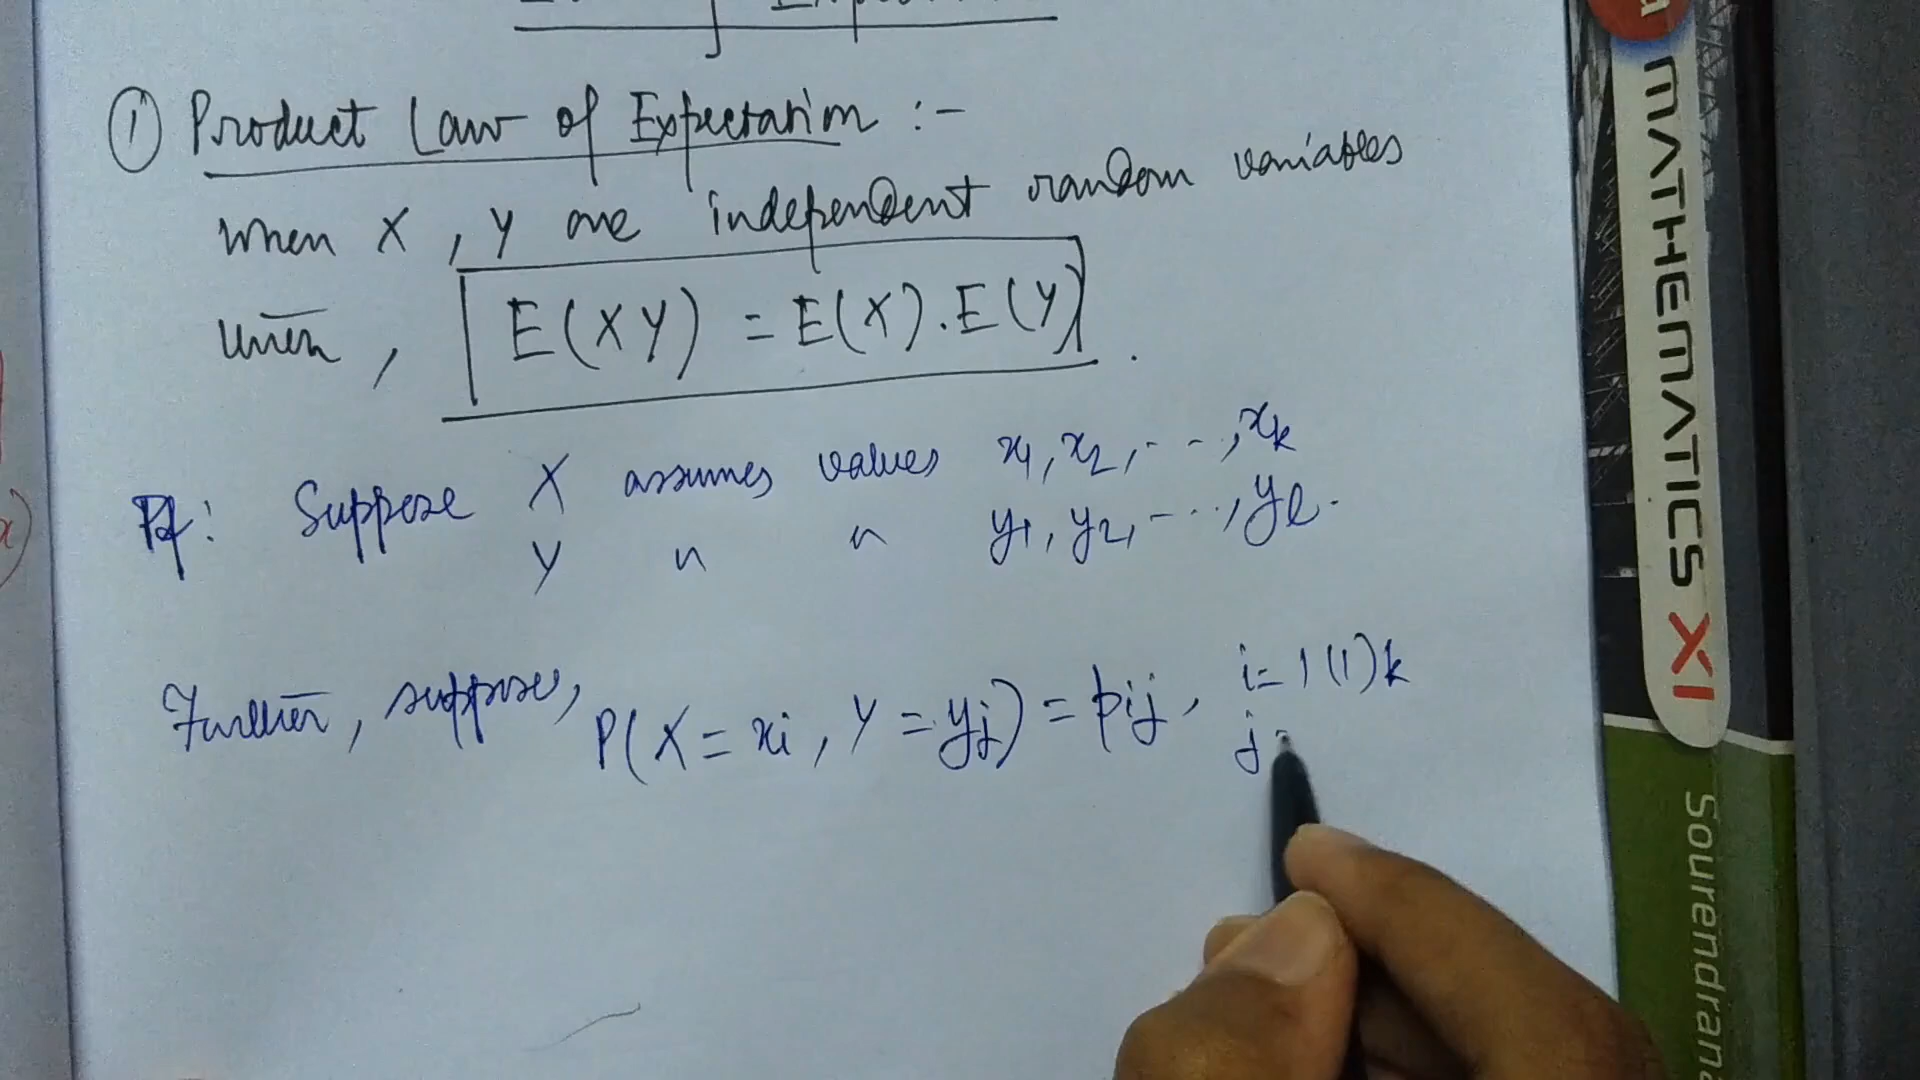 ① Product Law of Expectation :-
when X , Y are independent random variables
then , E(XY) = E(X).E(Y) .
Pf: Suppose X assumes values x1, x2, - - .., xk
Y " " y1, y2, - - .., yl.
Further, suppose, P(X = xi , Y = yj) = pij , i = 1(1)k
j =
MATHEMATICS XI
Sourendrana